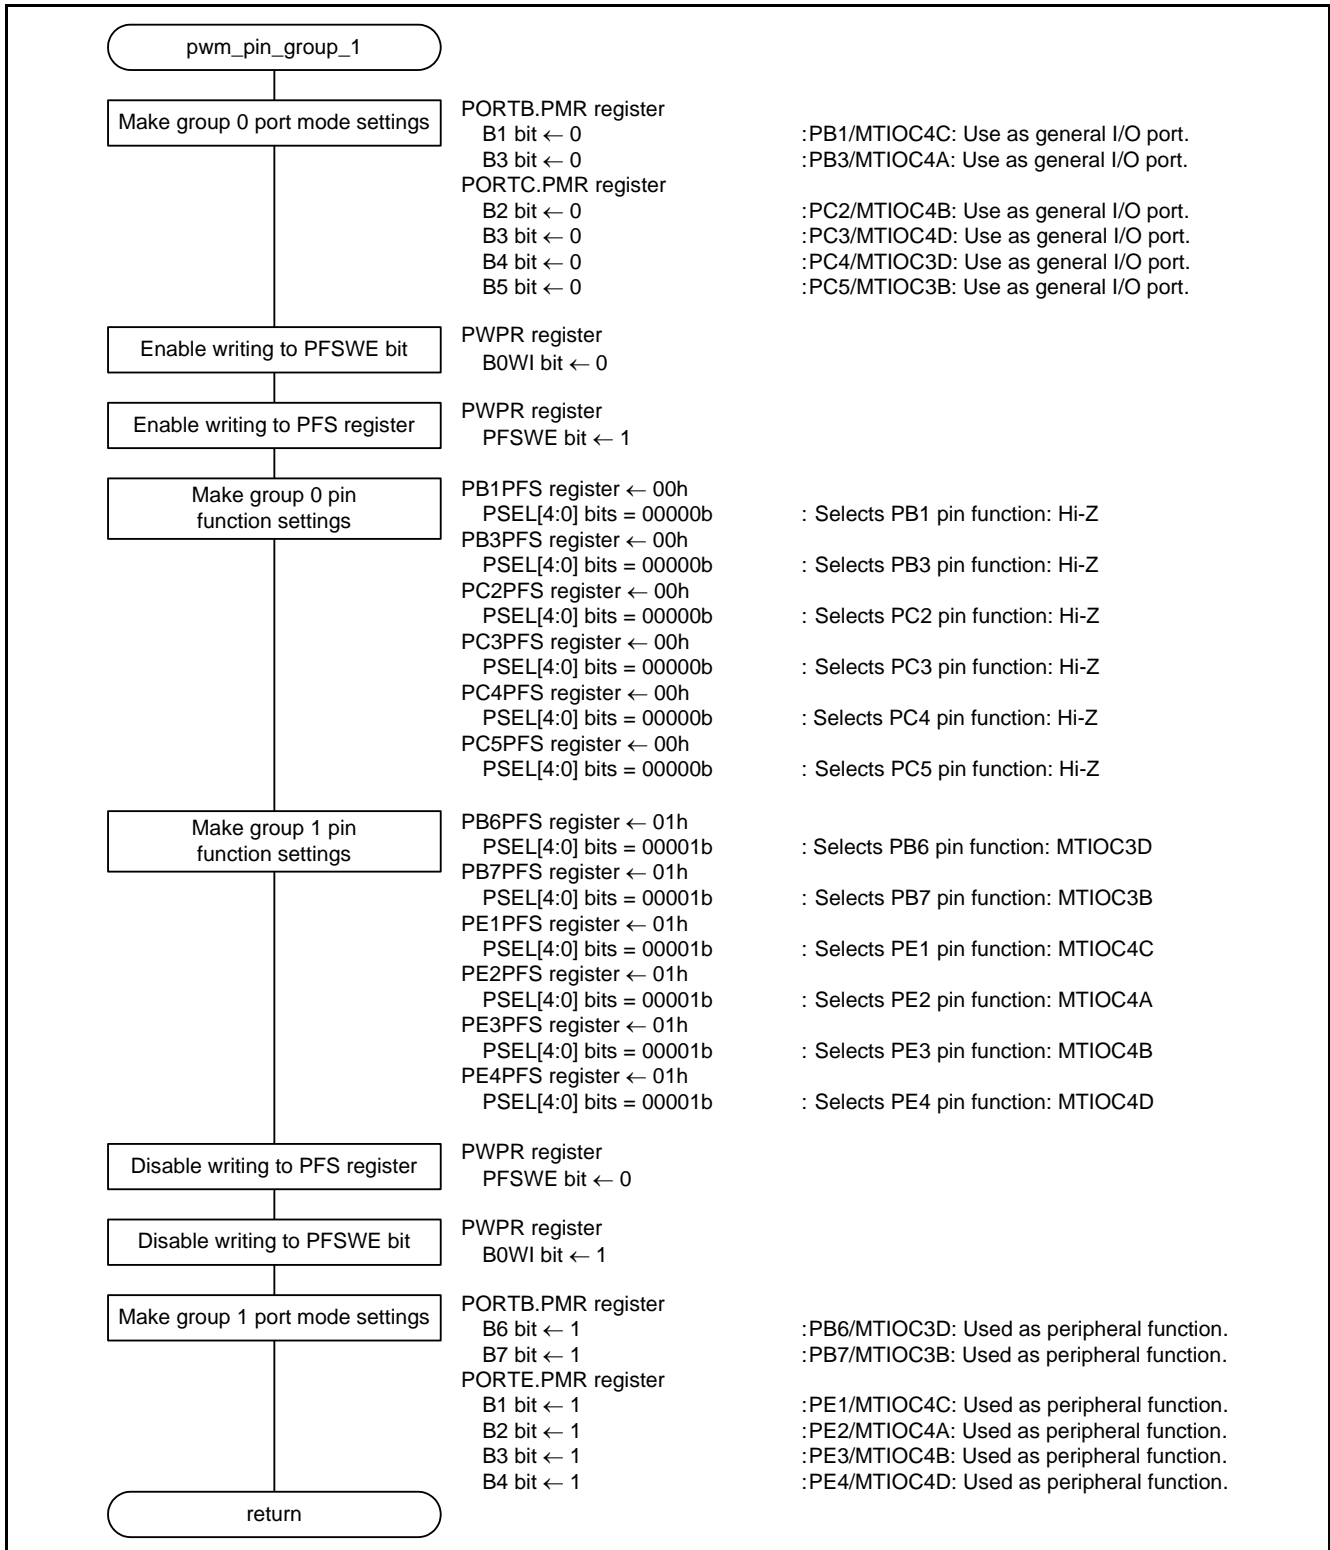 pwm_pin_group_1
Make group 0 port mode settings
PORTB.PMR register
B1 bit ← 0 :PB1/MTIOC4C: Use as general I/O port.
B3 bit ← 0 :PB3/MTIOC4A: Use as general I/O port.
PORTC.PMR register
B2 bit ← 0 :PC2/MTIOC4B: Use as general I/O port.
B3 bit ← 0 :PC3/MTIOC4D: Use as general I/O port.
B4 bit ← 0 :PC4/MTIOC3D: Use as general I/O port.
B5 bit ← 0 :PC5/MTIOC3B: Use as general I/O port.
Enable writing to PFSWE bit
PWPR register
B0WI bit ← 0
Enable writing to PFS register
PWPR register
PFSWE bit ← 1
Make group 0 pin
function settings
PB1PFS register ← 00h
PSEL[4:0] bits = 00000b : Selects PB1 pin function: Hi-Z
PB3PFS register ← 00h
PSEL[4:0] bits = 00000b : Selects PB3 pin function: Hi-Z
PC2PFS register ← 00h
PSEL[4:0] bits = 00000b : Selects PC2 pin function: Hi-Z
PC3PFS register ← 00h
PSEL[4:0] bits = 00000b : Selects PC3 pin function: Hi-Z
PC4PFS register ← 00h
PSEL[4:0] bits = 00000b : Selects PC4 pin function: Hi-Z
PC5PFS register ← 00h
PSEL[4:0] bits = 00000b : Selects PC5 pin function: Hi-Z
Make group 1 pin
function settings
PB6PFS register ← 01h
PSEL[4:0] bits = 00001b : Selects PB6 pin function: MTIOC3D
PB7PFS register ← 01h
PSEL[4:0] bits = 00001b : Selects PB7 pin function: MTIOC3B
PE1PFS register ← 01h
PSEL[4:0] bits = 00001b : Selects PE1 pin function: MTIOC4C
PE2PFS register ← 01h
PSEL[4:0] bits = 00001b : Selects PE2 pin function: MTIOC4A
PE3PFS register ← 01h
PSEL[4:0] bits = 00001b : Selects PE3 pin function: MTIOC4B
PE4PFS register ← 01h
PSEL[4:0] bits = 00001b : Selects PE4 pin function: MTIOC4D
Disable writing to PFS register
PWPR register
PFSWE bit ← 0
Disable writing to PFSWE bit
PWPR register
B0WI bit ← 1
Make group 1 port mode settings
PORTB.PMR register
B6 bit ← 1 :PB6/MTIOC3D: Used as peripheral function.
B7 bit ← 1 :PB7/MTIOC3B: Used as peripheral function.
PORTE.PMR register
B1 bit ← 1 :PE1/MTIOC4C: Used as peripheral function.
B2 bit ← 1 :PE2/MTIOC4A: Used as peripheral function.
B3 bit ← 1 :PE3/MTIOC4B: Used as peripheral function.
B4 bit ← 1 :PE4/MTIOC4D: Used as peripheral function.
return